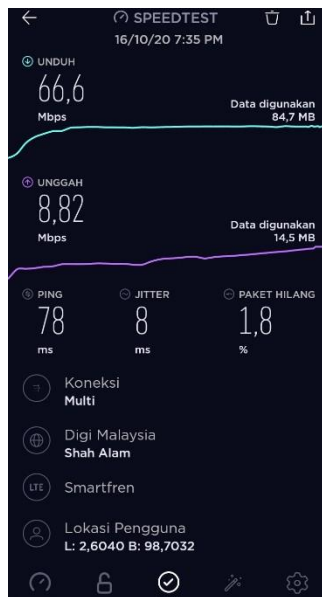 SPEEDTEST
16/10/20 7:35 PM
UNDUH
66,6
Mbps
Data digunakan
84,7 MB
UNGGAH
8,82
Mbps
Data digunakan
14,5 MB
PING JITTER PAKET HILANG
78 8 1,8
ms ms %
Koneksi
Multi
Digi Malaysia
Shah Alam
LTE Smartfren
Lokasi Pengguna
L: 2,6040 B: 98,7032